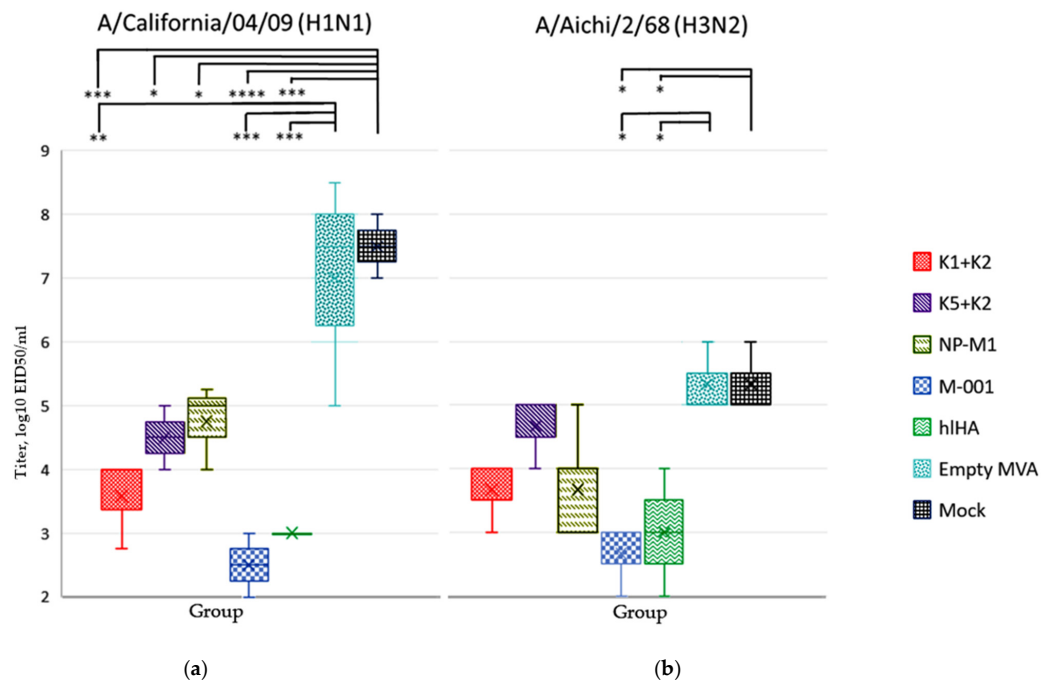 A/California/04/09 (H1N1)
A/Aichi/2/68 (H3N2)
*** * * **** ***
** *** ***
* *
* *
9
8
7
6
5
4
3
2
Titer, log10 EID50/ml
Group
Group
K1+K2
K5+K2
NP-M1
M-001
hlHA
Empty MVA
Mock
(a)
(b)